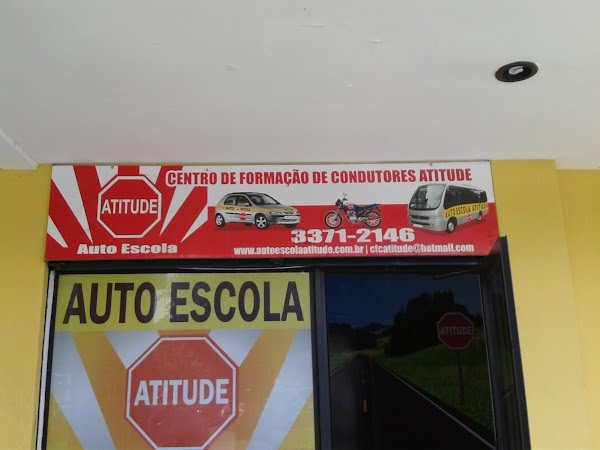 CENTRO DE FORMAÇÃO DE CONDUTORES ATITUDE
ATITUDE
Auto Escola
AUTO ESCOLA ATITUDE
3371-2146
www.autoescolaatitude.com.br | cfcatitude@hotmail.com
AUTO ESCOLA
ATITUDE
ATITUDE